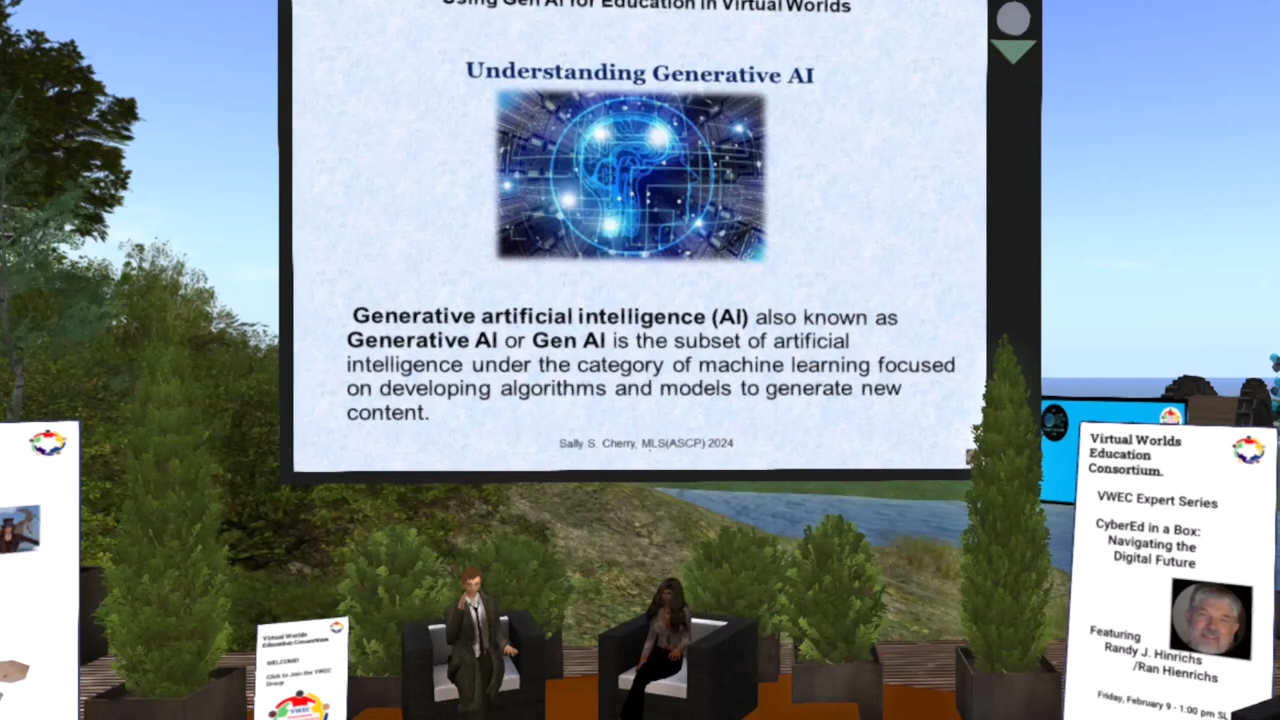 Using Gen AI for Education in Virtual Worlds
Understanding Generative AI
Generative artificial intelligence (AI) also known as
Generative AI or Gen AI is the subset of artificial
intelligence under the category of machine learning focused
on developing algorithms and models to generate new
content.
Sally S. Cherry, MLS(ASCP) 2024
Virtual Worlds
Education Consortium
WELCOME!
Click to Join the VWEC
Group
VWEC
Virtual Worlds
Education
Consortium.
VWEC Expert Series
CyberEd in a Box:
Navigating the
Digital Future
Featuring
Randy J. Hinrichs
/Ran Hienrichs
Friday, February 9 - 1:00 pm SL